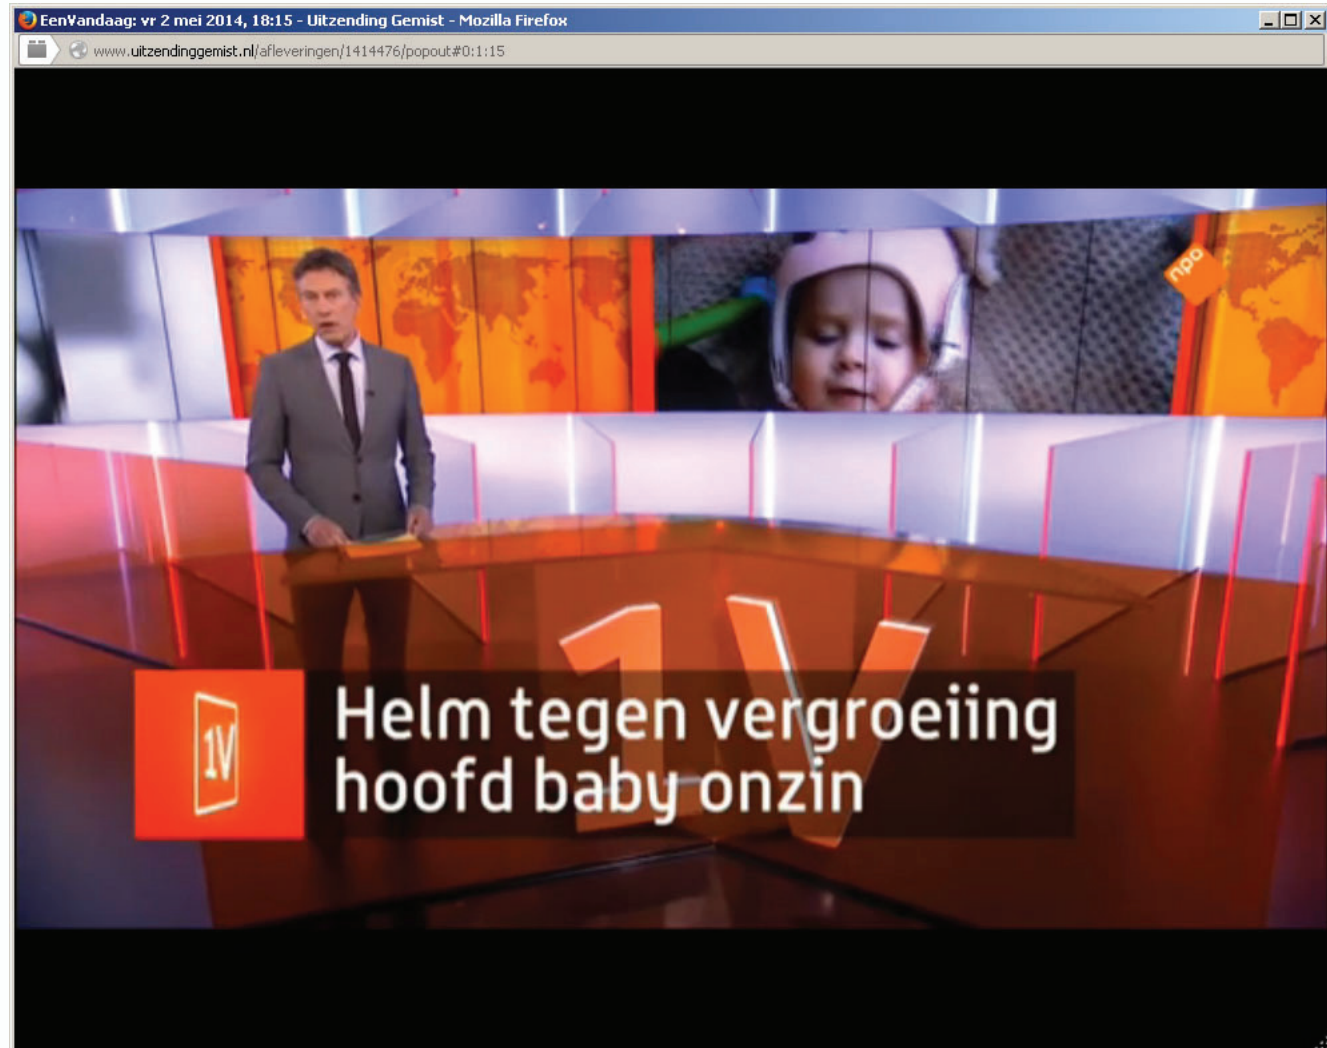 EenVandaag: vr 2 mei 2014, 18:15 - Uitzending Gemist - Mozilla Firefox
www.uitzendinggemist.nl/afleveringen/1414476/popout#0:1:15
npo
1V
1V
Helm tegen vergroeiing
hoofd baby onzin